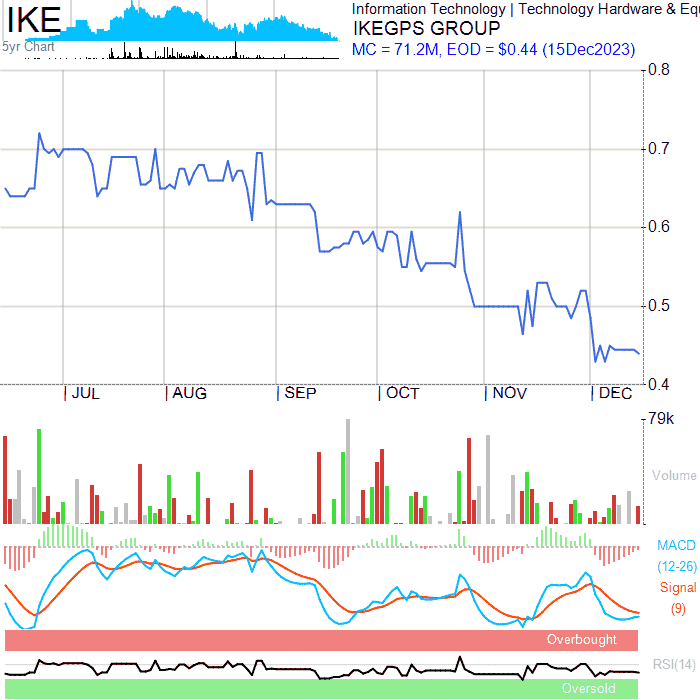 IKE
5yr Chart
Information Technology | Technology Hardware & Equ
IKEGPS GROUP
MC = 71.2M, EOD = $0.44 (15Dec2023)
0.8
0.7
0.6
0.5
0.4
JUL AUG SEP OCT NOV DEC
79k
Volume
MACD
(12-26)
Signal
(9)
Overbought
RSI(14)
Oversold